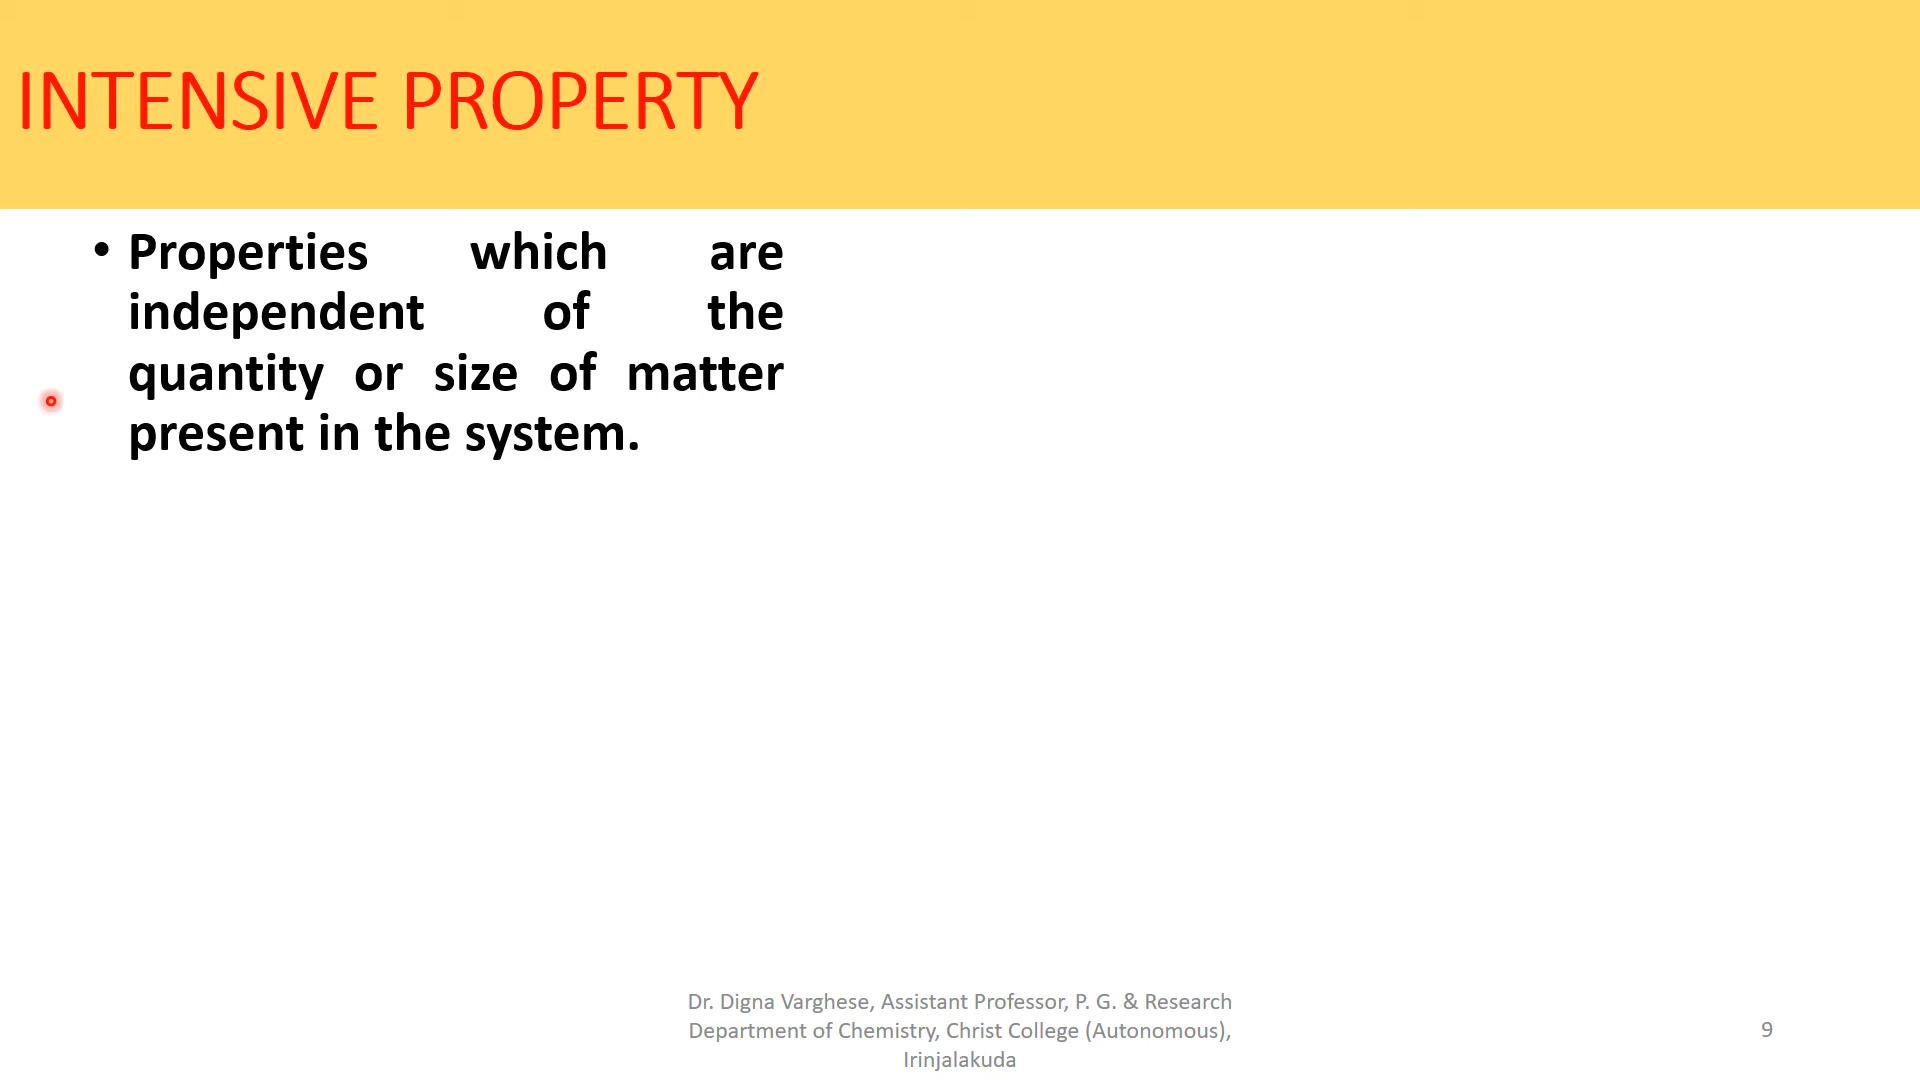 INTENSIVE PROPERTY
• Properties which are
independent of the
quantity or size of matter
present in the system.
Dr. Digna Varghese, Assistant Professor, P. G. & Research
Department of Chemistry, Christ College (Autonomous),
Irinjalakuda
9